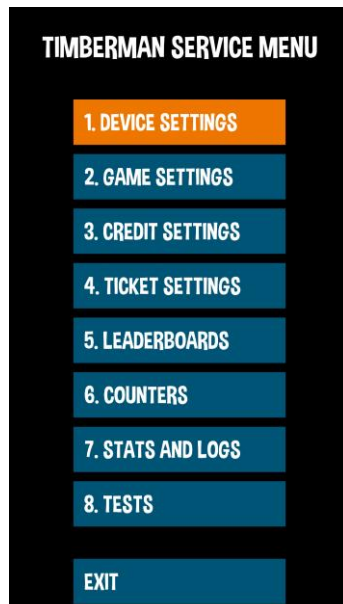 TIMBERMAN SERVICE MENU
1. DEVICE SETTINGS
2. GAME SETTINGS
3. CREDIT SETTINGS
4. TICKET SETTINGS
5. LEADERBOARDS
6. COUNTERS
7. STATS AND LOGS
8. TESTS
EXIT